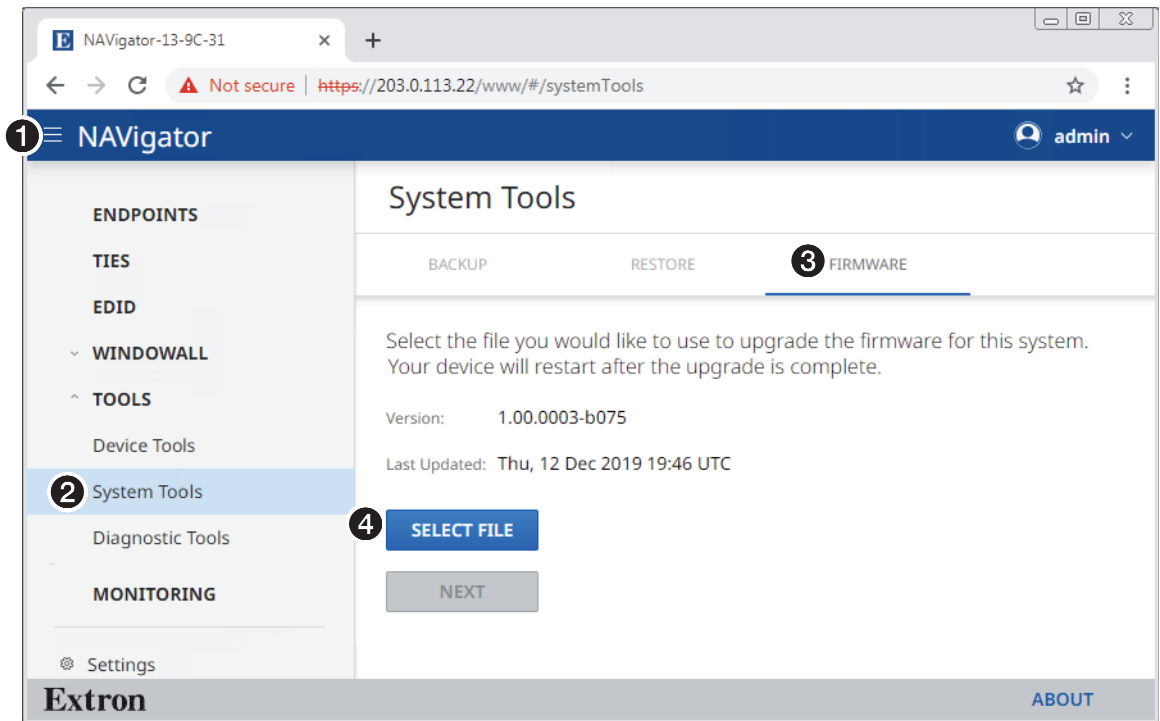 NAVigator-13-9C-31
Not secure https://203.0.113.22/www/#/systemTools
1 NAVigator admin
ENDPOINTS
TIES
EDID
WINDOWALL
TOOLS
Device Tools
2 System Tools
Diagnostic Tools
MONITORING
Settings
System Tools
BACKUP RESTORE 3 FIRMWARE
Select the file you would like to use to upgrade the firmware for this system.
Your device will restart after the upgrade is complete.
Version: 1.00.0003-b075
Last Updated: Thu, 12 Dec 2019 19:46 UTC
4 SELECT FILE
NEXT
Extron ABOUT